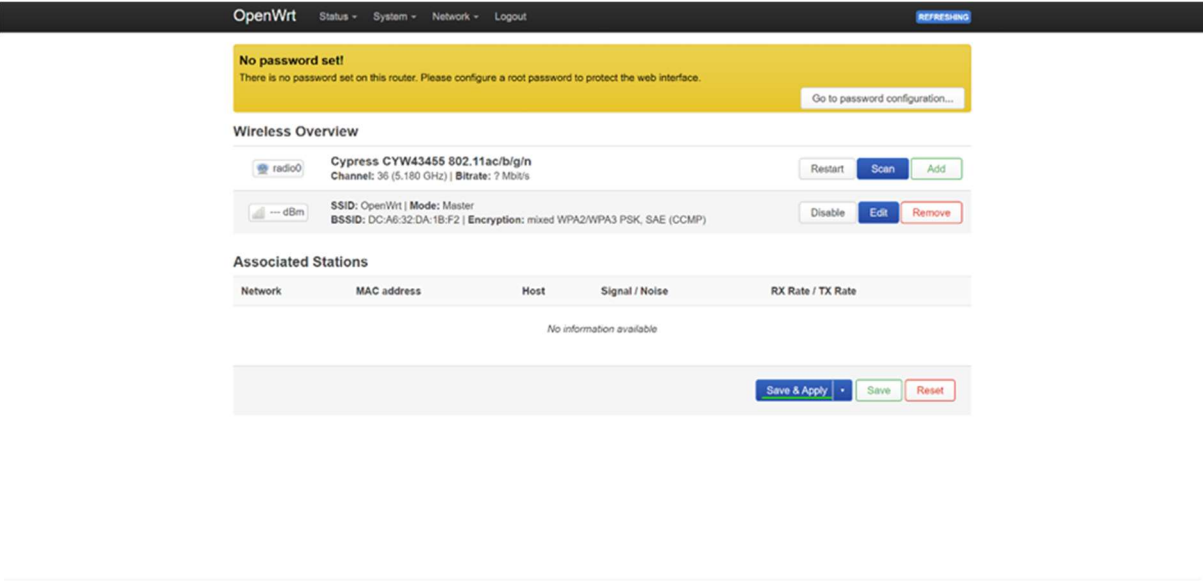 OpenWrt Status System Network Logout REFRESHING
No password set!
There is no password set on this router. Please configure a root password to protect the web interface.
Go to password configuration...
Wireless Overview
radio0 Cypress CYW43455 802.11ac/b/g/n Restart Scan Add
Channel: 36 (5.180 GHz) | Bitrate: ? Mbit/s
--- dBm SSID: OpenWrt | Mode: Master Disable Edit Remove
BSSID: DC:A6:32:DA:1B:F2 | Encryption: mixed WPA2/WPA3 PSK, SAE (CCMP)
Associated Stations
Network MAC address Host Signal / Noise RX Rate / TX Rate
No information available
Save & Apply Save Reset